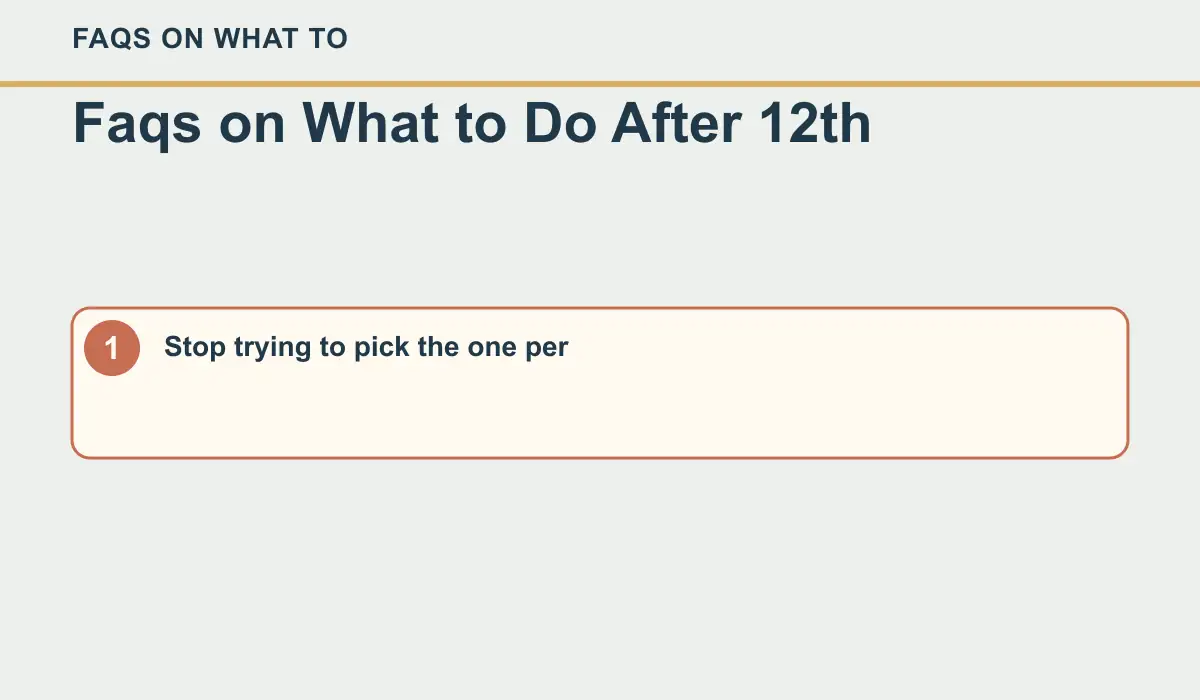 FAQS ON WHAT TO
Faqs on What to Do After 12th
1 Stop trying to pick the one per